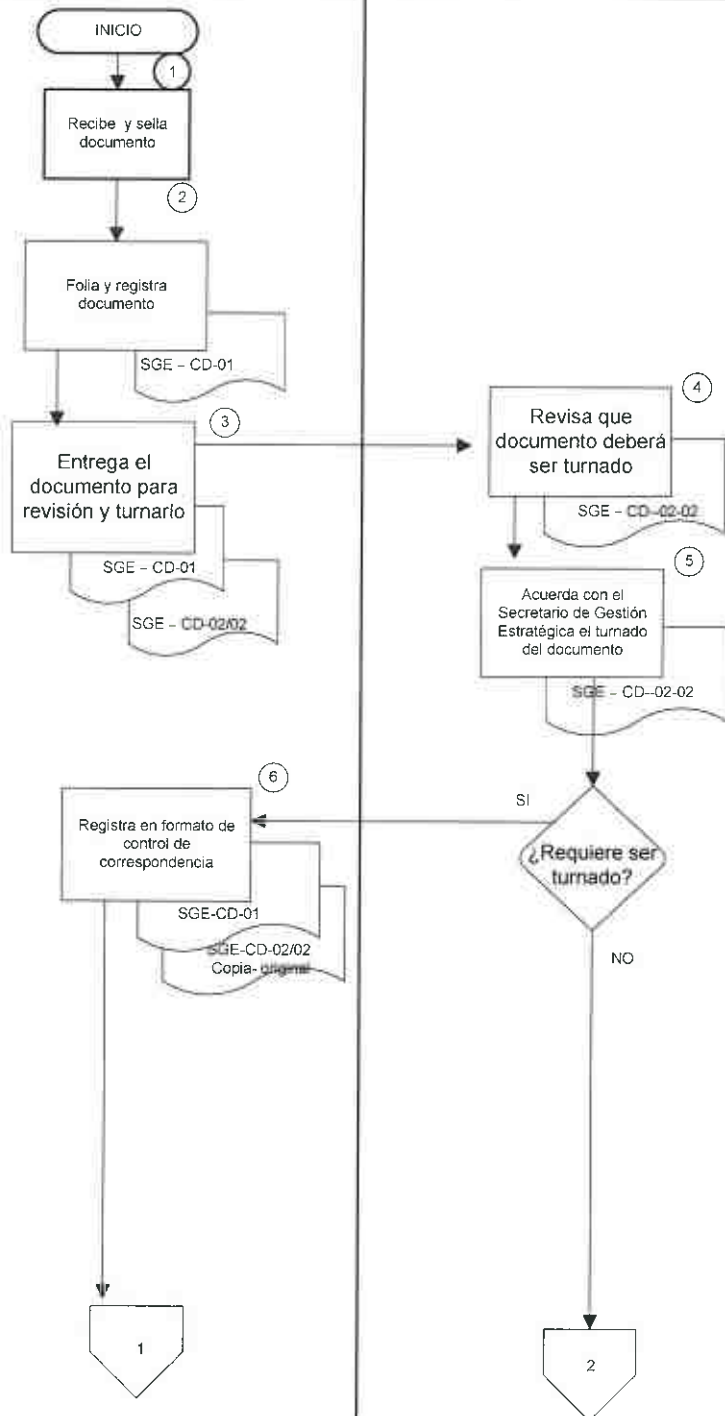 INICIO
1
Recibe y sella
documento
2
Folia y registra
documento
SGE – CD-01
3
Entrega el
documento para
revisión y turnarlo
SGE – CD-01
SGE – CD-02/02
4
Revisa que
documento deberá
ser turnado
SGE – CD--02-02
5
Acuerda con el
Secretario de Gestión
Estratégica el turnado
del documento
SGE – CD--02-02
¿Requiere ser
turnado?
SI
NO
6
Registra en formato de
control de
correspondencia
SGE-CD-01
SGE-CD-02/02
Copia- original
1
2